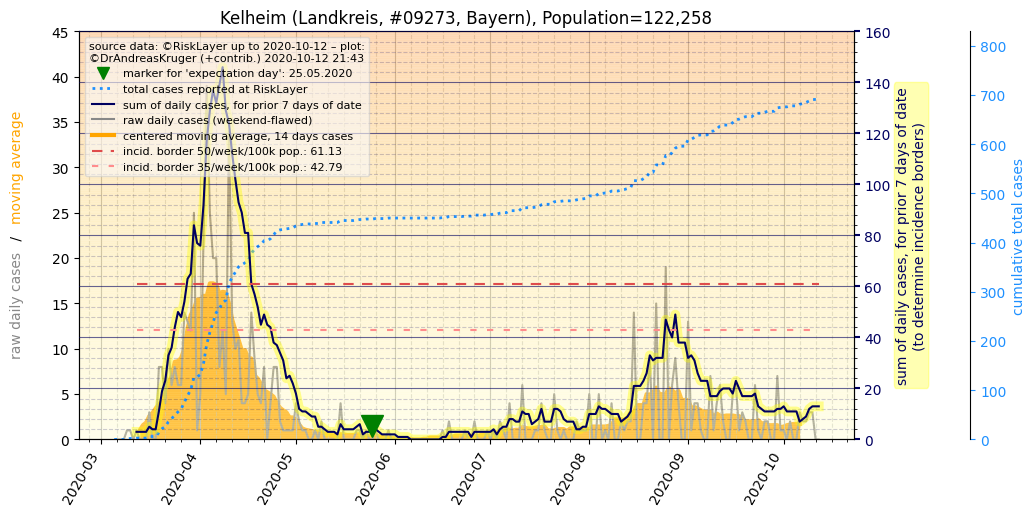 Kelheim (Landkreis, #09273, Bayern), Population=122,258
source data: ©RiskLayer up to 2020-10-12 – plot:
©DrAndreasKruger (+contrib.) 2020-10-12 21:43
marker for 'expectation day': 25.05.2020
total cases reported at RiskLayer
sum of daily cases, for prior 7 days of date
raw daily cases (weekend-flawed)
centered moving average, 14 days cases
incid. border 50/week/100k pop.: 61.13
incid. border 35/week/100k pop.: 42.79
raw daily cases / moving average
45
40
35
30
25
20
15
10
5
0
2020-03
2020-04
2020-05
2020-06
2020-07
2020-08
2020-09
2020-10
160
140
120
100
80
60
40
20
0
sum of daily cases, for prior 7 days of date
(to determine incidence borders)
800
700
600
500
400
300
200
100
0
cumulative total cases